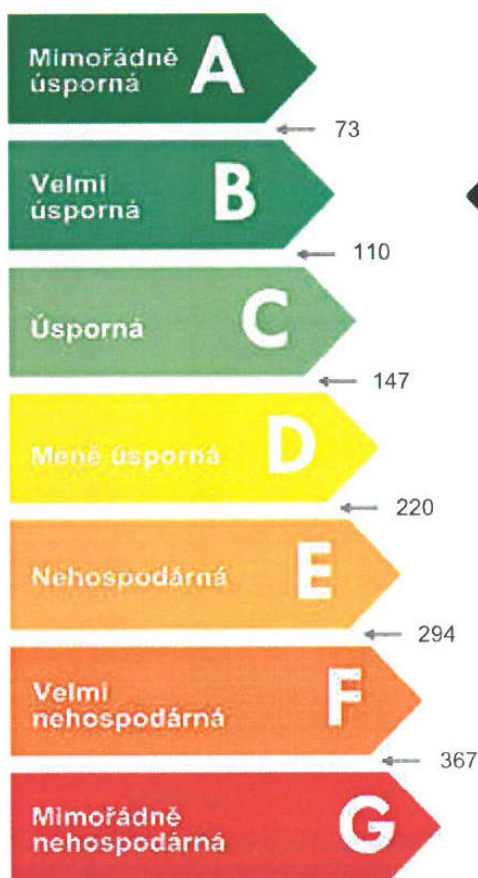 Mimořádně
úsporná
A
73
Velmi
úsporná
B
110
Úsporná
C
147
Méně úsporná
D
220
Nehospodárná
E
294
Velmi
nehospodárná
F
367
Mimořádně
nehospodárná
G